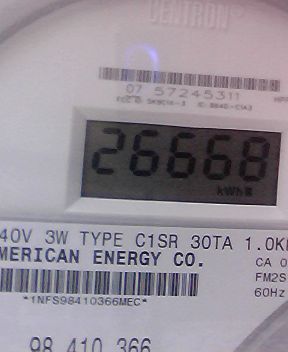 CENTRON
07 57245311
26668
kWh
40V 3W TYPE C1SR 30TA 1.0K
MERICAN ENERGY CO.
CA 0
FM2S
60Hz
*1NFS98410366MEC*
98 410 366